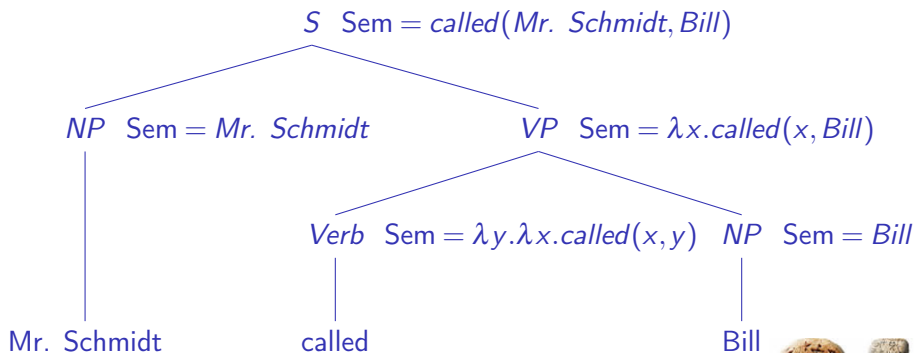 S Sem = called(Mr. Schmidt, Bill)
NP Sem = Mr. Schmidt VP Sem = λx.called(x, Bill)
Verb Sem = λy.λx.called(x, y) NP Sem = Bill
Mr. Schmidt called Bill